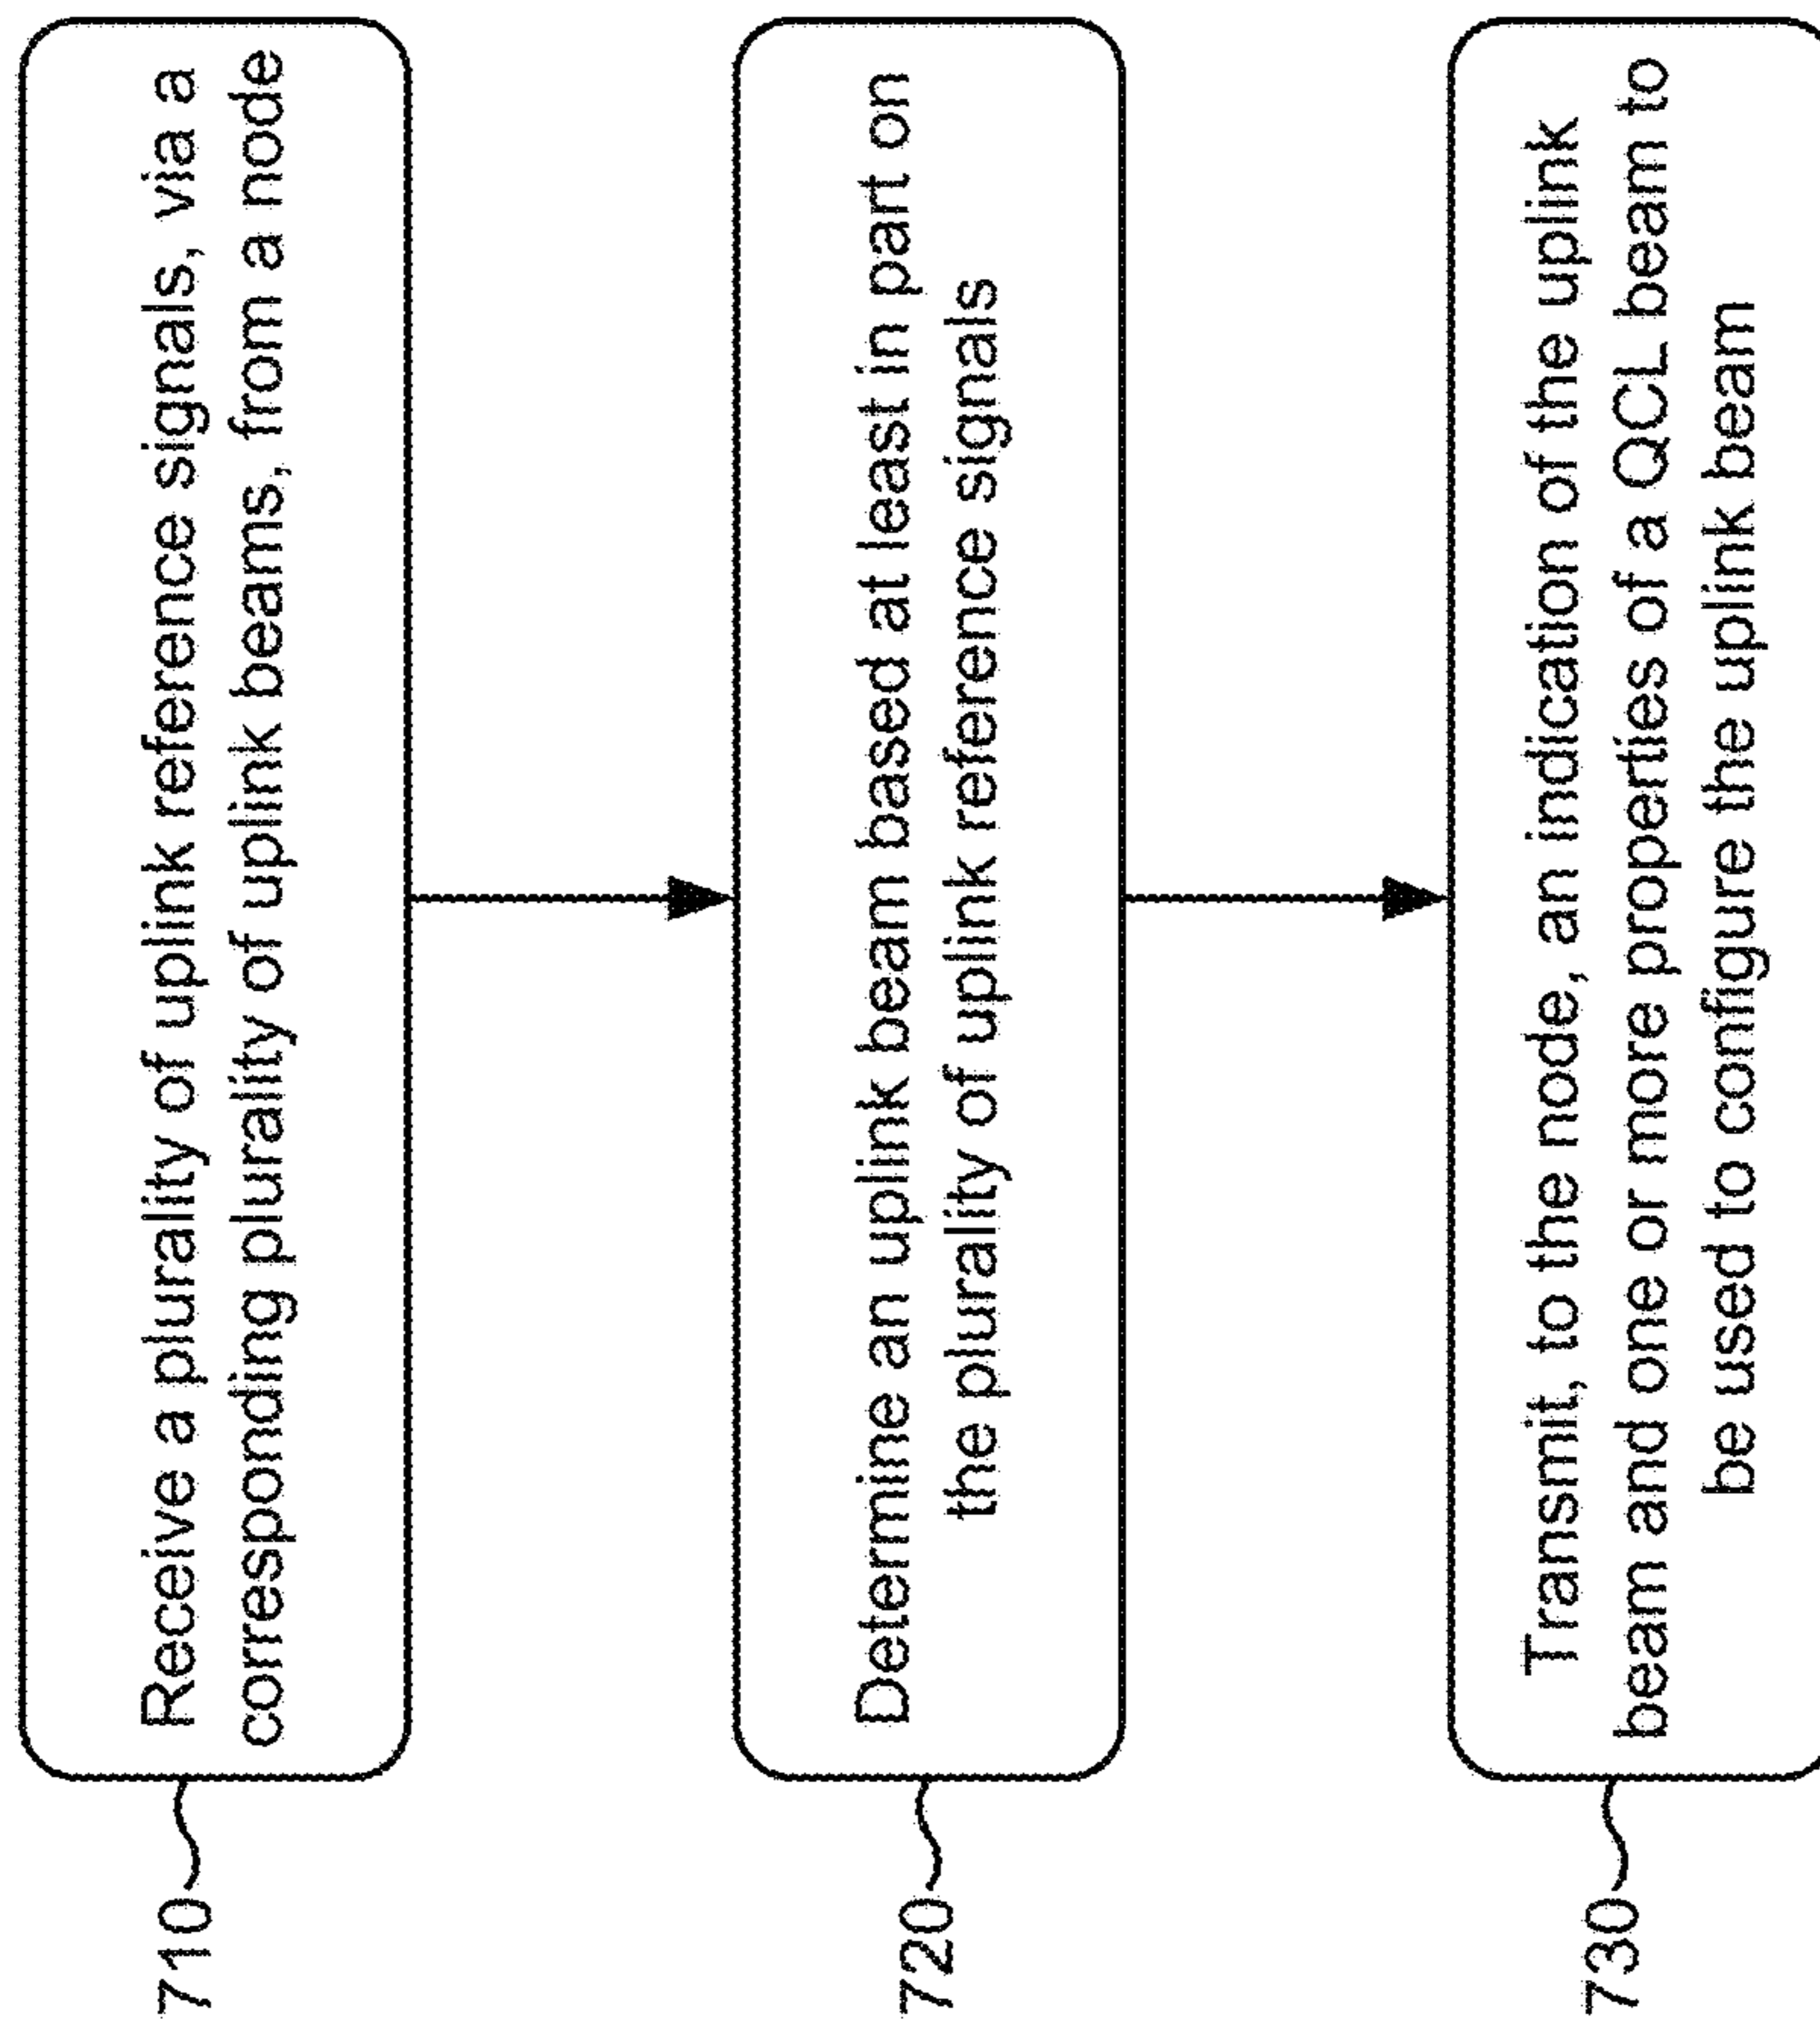 710
Receive a plurality of uplink reference signals, via a
corresponding plurality of uplink beams, from a node
720
Determine an uplink beam based at least in part on
the plurality of uplink reference signals
730
Transmit, to the node, an indication of the uplink
beam and one or more properties of a QCL beam to
be used to configure the uplink beam